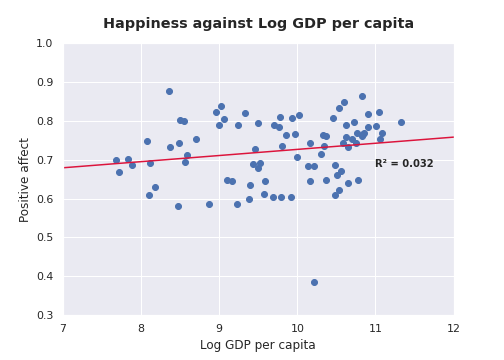 Happiness against Log GDP per capita
1.0
0.9
0.8
0.7
0.6
0.5
0.4
0.3
Positive affect
R² = 0.032
7 8 9 10 11 12
Log GDP per capita